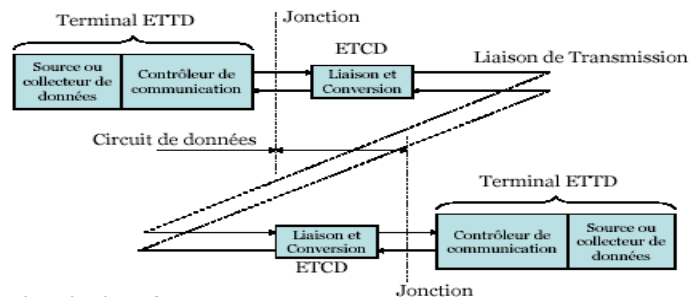 Terminal ETTD
Jonction
ETCD
Liaison de Transmission
Source ou
collecteur de
données
Contrôleur de
communication
Liaison et
Conversion
Circuit de données
Terminal ETTD
Liaison et
Conversion
ETCD
Contrôleur de
communication
Source ou
collecteur de
données
Jonction